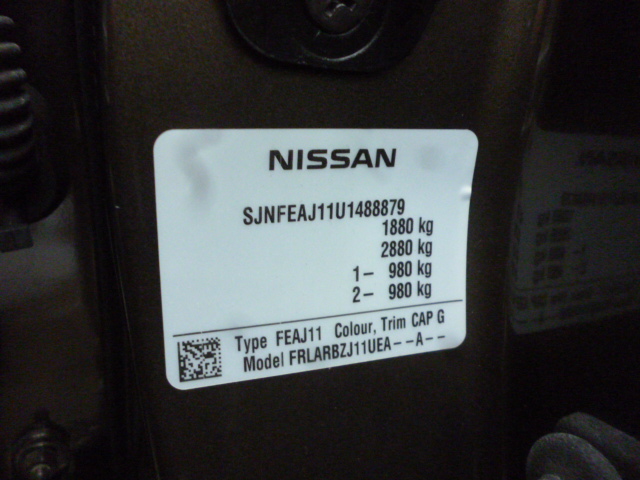 NISSAN
SJNFEAJ11U1488879
1880 kg
2880 kg
1– 980 kg
2– 980 kg
Type FEAJ11 Colour, Trim CAP G
Model FRLARBZJ11UEA––A––